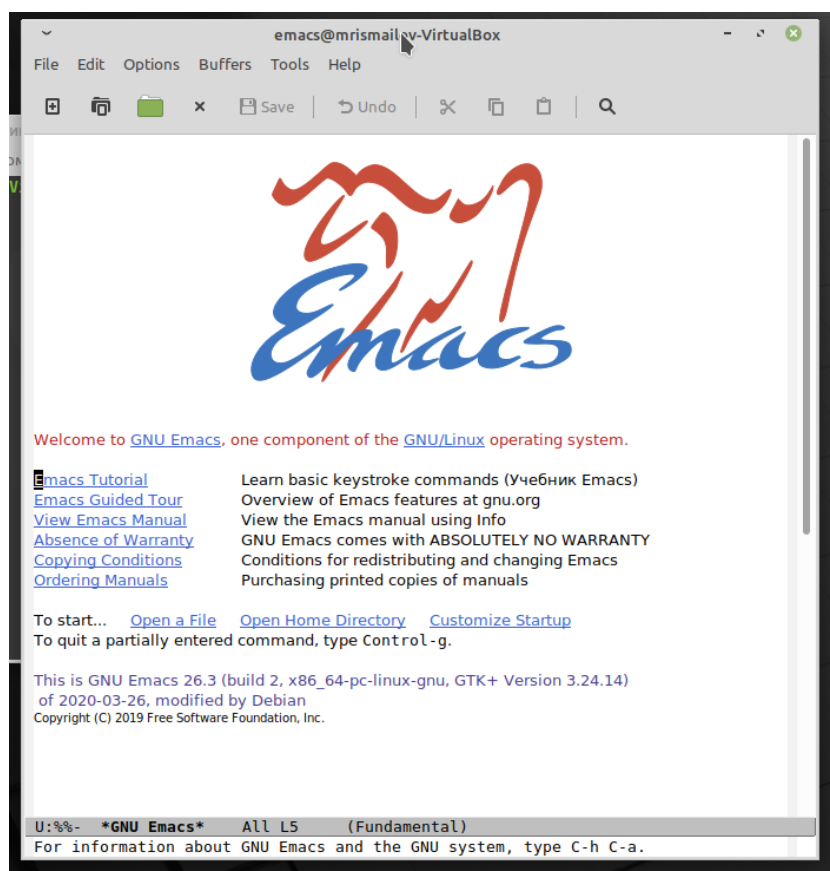 emacs@mrismailov-VirtualBox
File Edit Options Buffers Tools Help
Save Undo
Emacs
Welcome to GNU Emacs, one component of the GNU/Linux operating system.
Emacs Tutorial Learn basic keystroke commands (Учебник Emacs)
Emacs Guided Tour Overview of Emacs features at gnu.org
View Emacs Manual View the Emacs manual using Info
Absence of Warranty GNU Emacs comes with ABSOLUTELY NO WARRANTY
Copying Conditions Conditions for redistributing and changing Emacs
Ordering Manuals Purchasing printed copies of manuals
To start... Open a File Open Home Directory Customize Startup
To quit a partially entered command, type Control-g.
This is GNU Emacs 26.3 (build 2, x86_64-pc-linux-gnu, GTK+ Version 3.24.14)
of 2020-03-26, modified by Debian
Copyright (C) 2019 Free Software Foundation, Inc.
U:%%- *GNU Emacs* All L5 (Fundamental)
For information about GNU Emacs and the GNU system, type C-h C-a.